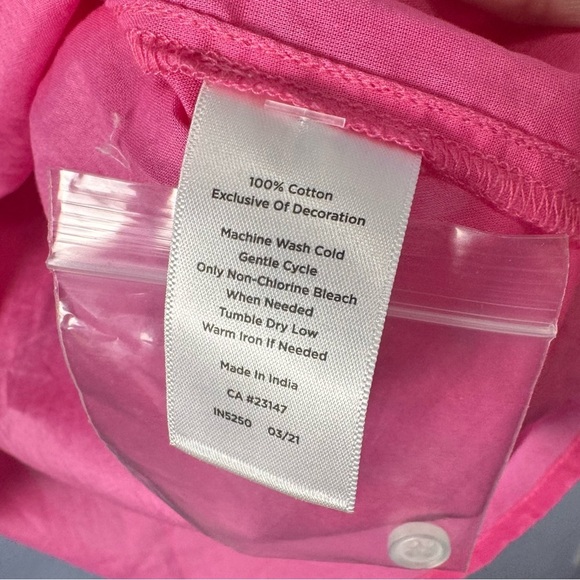 100% Cotton
Exclusive Of Decoration
Machine Wash Cold
Gentle Cycle
Only Non-Chlorine Bleach
When Needed
Tumble Dry Low
Warm Iron If Needed
Made In India
CA #23147
IN5250 03/21